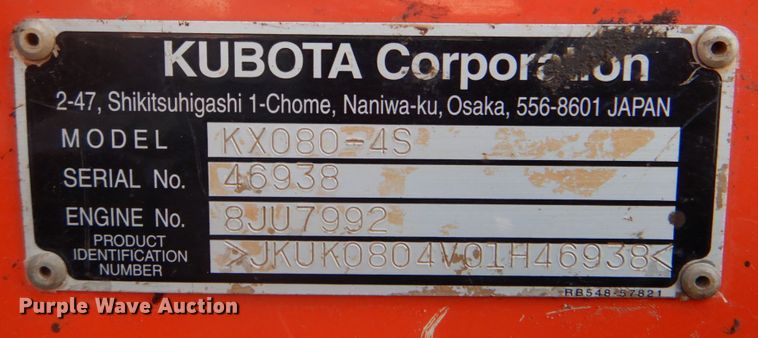 KUBOTA Corporation
2-47, Shikitsuhigashi 1-Chome, Naniwa-ku, Osaka, 556-8601 JAPAN
MODEL KX080-4S
SERIAL No. 46938
ENGINE No. 8JU7992
PRODUCT IDENTIFICATION NUMBER >JKUK0804V01H46938<
RB548-57821
Purple Wave Auction